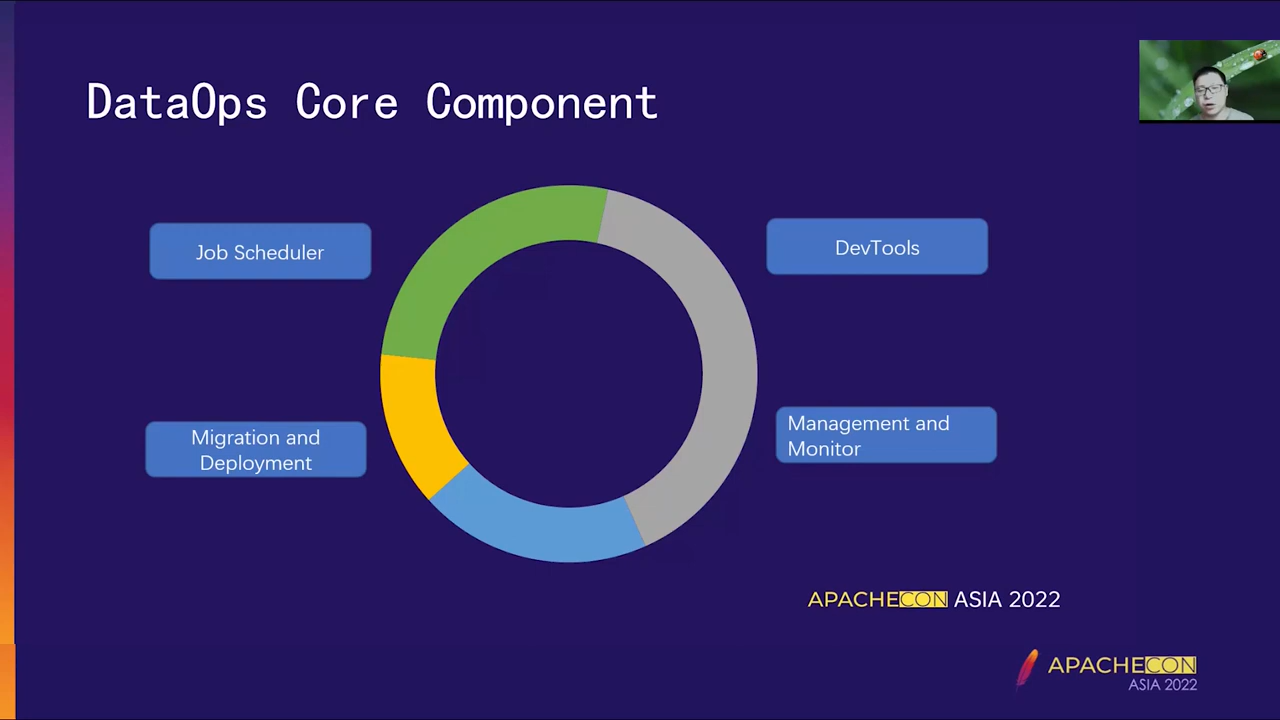 DataOps Core Component
Job Scheduler
DevTools
Migration and
Deployment
Management and
Monitor
APACHECON ASIA 2022
APACHECON
ASIA 2022